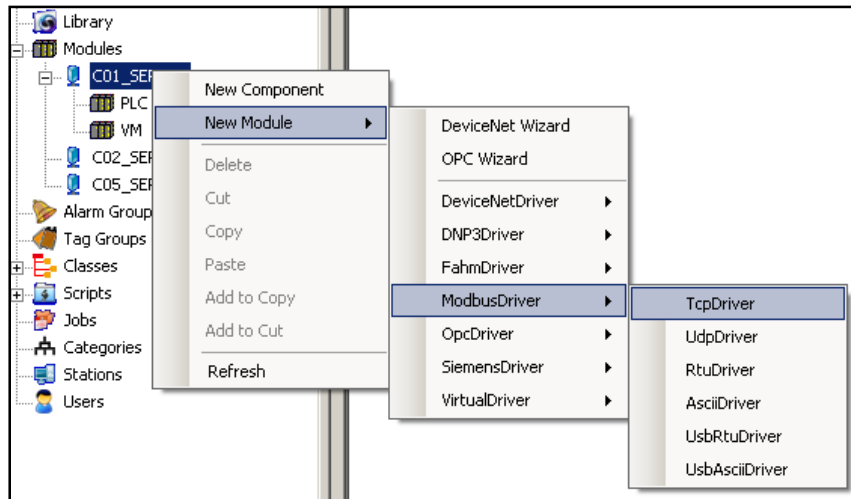 Library
Modules
C01_SER
PLC
VM
C02_SER
C05_SER
Alarm Group
Tag Groups
Classes
Scripts
Jobs
Categories
Stations
Users
New Component
New Module
Delete
Cut
Copy
Paste
Add to Copy
Add to Cut
Refresh
DeviceNet Wizard
OPC Wizard
DeviceNetDriver
DNP3Driver
FahmDriver
ModbusDriver
OpcDriver
SiemensDriver
VirtualDriver
TcpDriver
UdpDriver
RtuDriver
AsciiDriver
UsbRtuDriver
UsbAsciiDriver